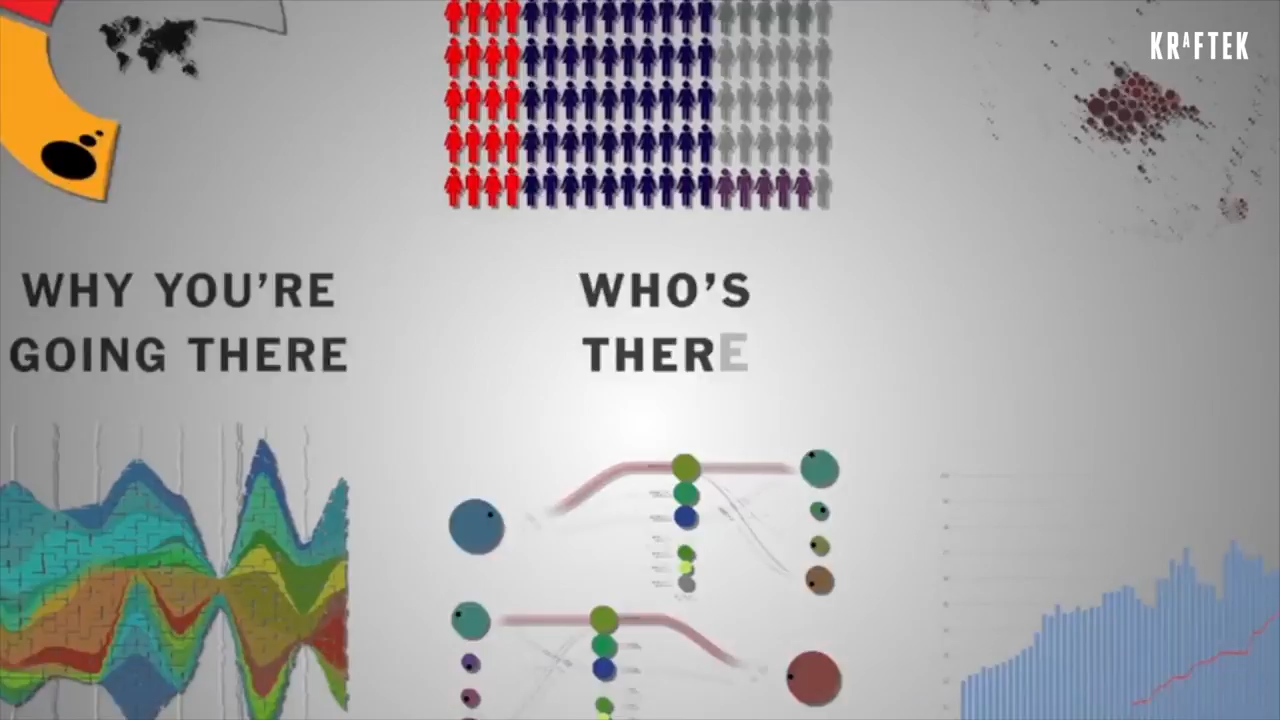 KRAFTEK
WHY YOU'RE
GOING THERE
WHO'S
THERE